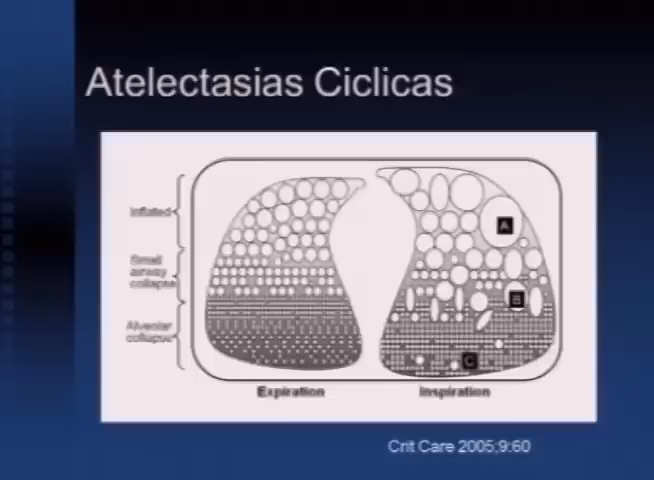 Atelectasias Ciclicas
Inflated
Small
airway
collapse
Alveolar
collapse
A
B
C
Expiration
Inspiration
Crit Care 2005;9:60